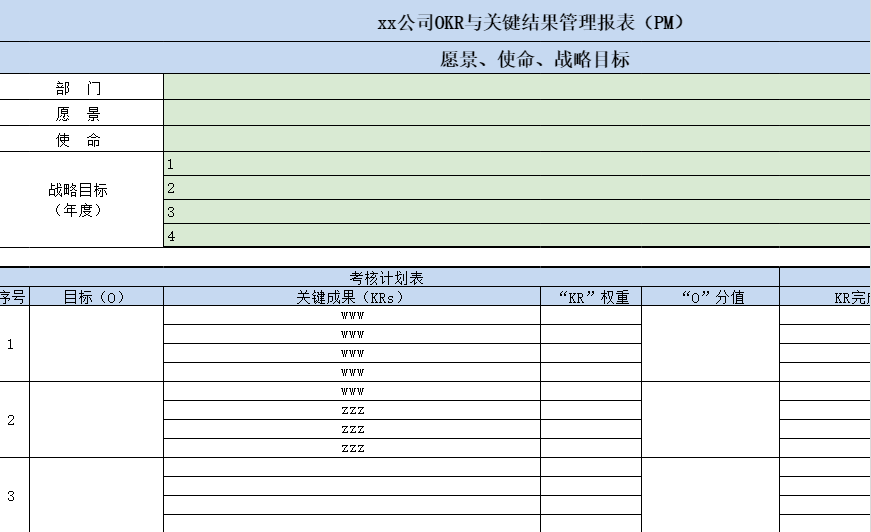 xx公司OKR与关键结果管理报表（PM）
愿景、使命、战略目标
部 门
愿 景
使 命
战略目标
（年度）
1
2
3
4
考核计划表
序号 目标（O） 关键成果（KRs） “KR”权重 “O”分值 KR完
1
www
www
www
www
2
www
zzz
zzz
zzz
3